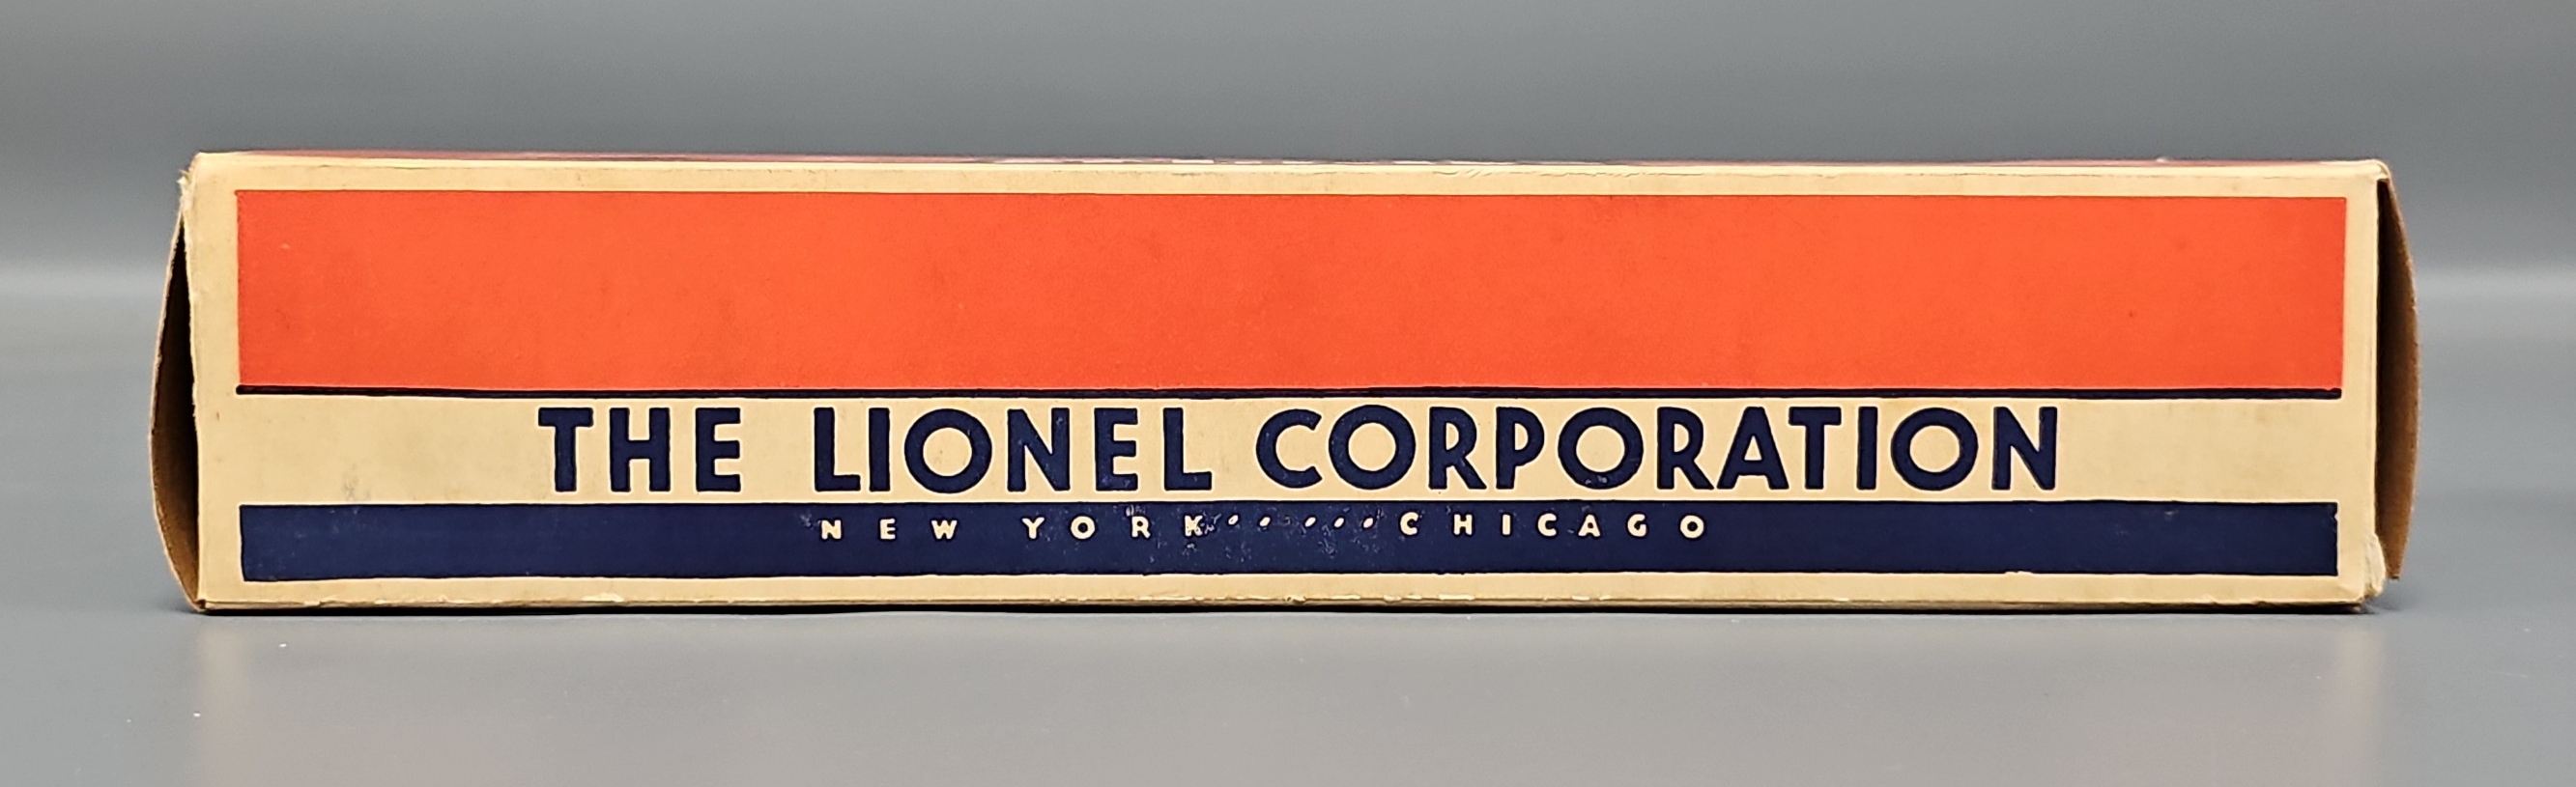 THE LIONEL CORPORATION
NEW YORK••••••CHICAGO